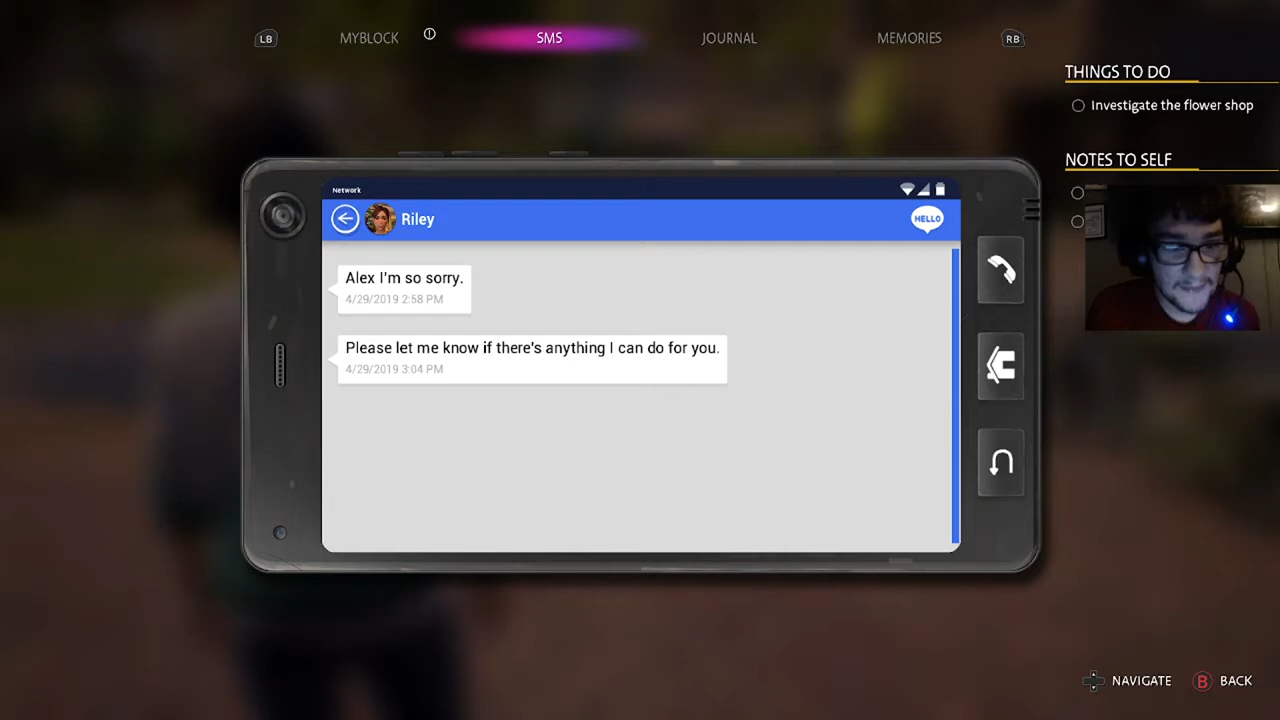 LB
MYBLOCK
SMS
JOURNAL
MEMORIES
RB
THINGS TO DO
Investigate the flower shop
NOTES TO SELF
Network
Riley
HELLO
Alex I'm so sorry.
4/29/2019 2:58 PM
Please let me know if there's anything I can do for you.
4/29/2019 3:04 PM
NAVIGATE
B BACK